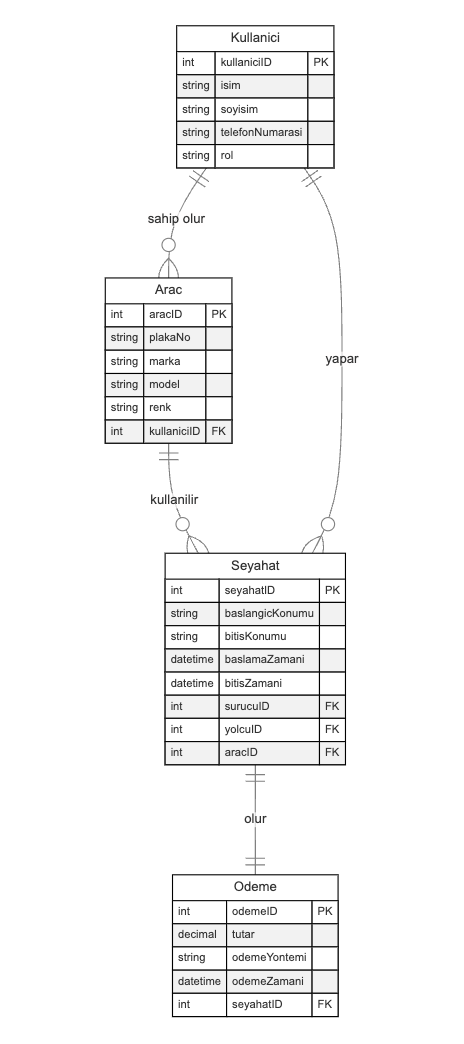 Kullanici
int kullaniciID PK
string isim
string soyisim
string telefonNumarasi
string rol
sahip olur
Arac
int aracID PK
string plakaNo
string marka
string model
string renk
int kullaniciID FK
yapar
kullanilir
Seyahat
int seyahatID PK
string baslangicKonumu
string bitisKonumu
datetime baslamaZamani
datetime bitisZamani
int surucuID FK
int yolcuID FK
int aracID FK
olur
Odeme
int odemeID PK
decimal tutar
string odemeYontemi
datetime odemeZamani
int seyahatID FK